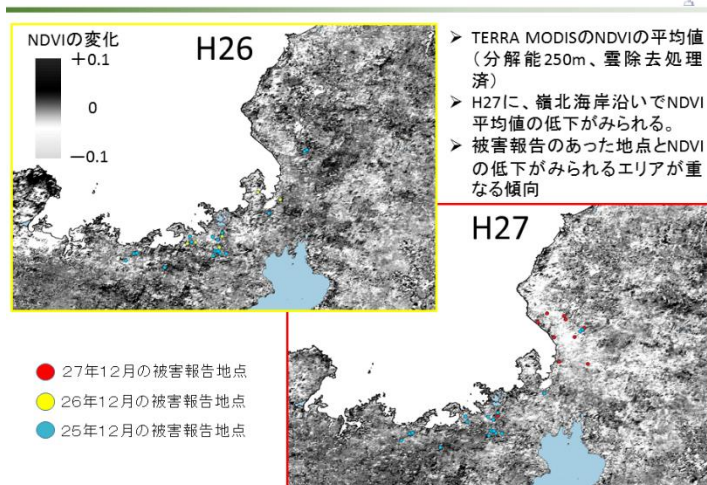 NDVIの変化
＋0.1
0
－0.1
H26
➢ TERRA MODISのNDVIの平均値
（分解能250m、雲除去処理
済）
➢ H27に、嶺北海岸沿いでNDVI
平均値の低下がみられる。
➢ 被害報告のあった地点とNDVI
の低下がみられるエリアが重
なる傾向
H27
27年12月の被害報告地点
26年12月の被害報告地点
25年12月の被害報告地点